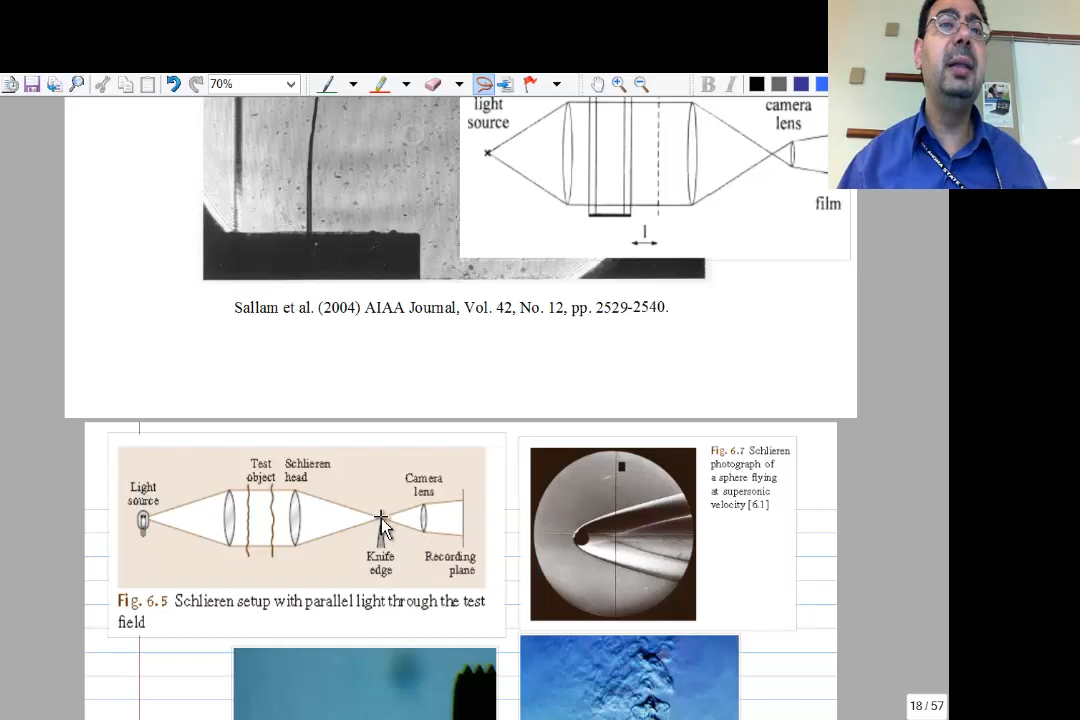 70%
B I
light
source
camera
lens
film
l
OKLAHOMA STATE
Sallam et al. (2004) AIAA Journal, Vol. 42, No. 12, pp. 2529-2540.
Light
source
Test
object
Schlieren
head
Camera
lens
Knife
edge
Recording
plane
Fig. 6.5 Schlieren setup with parallel light through the test
field
Fig. 6.7 Schlieren
photograph of
a sphere flying
at supersonic
velocity [6.1]
18 / 57